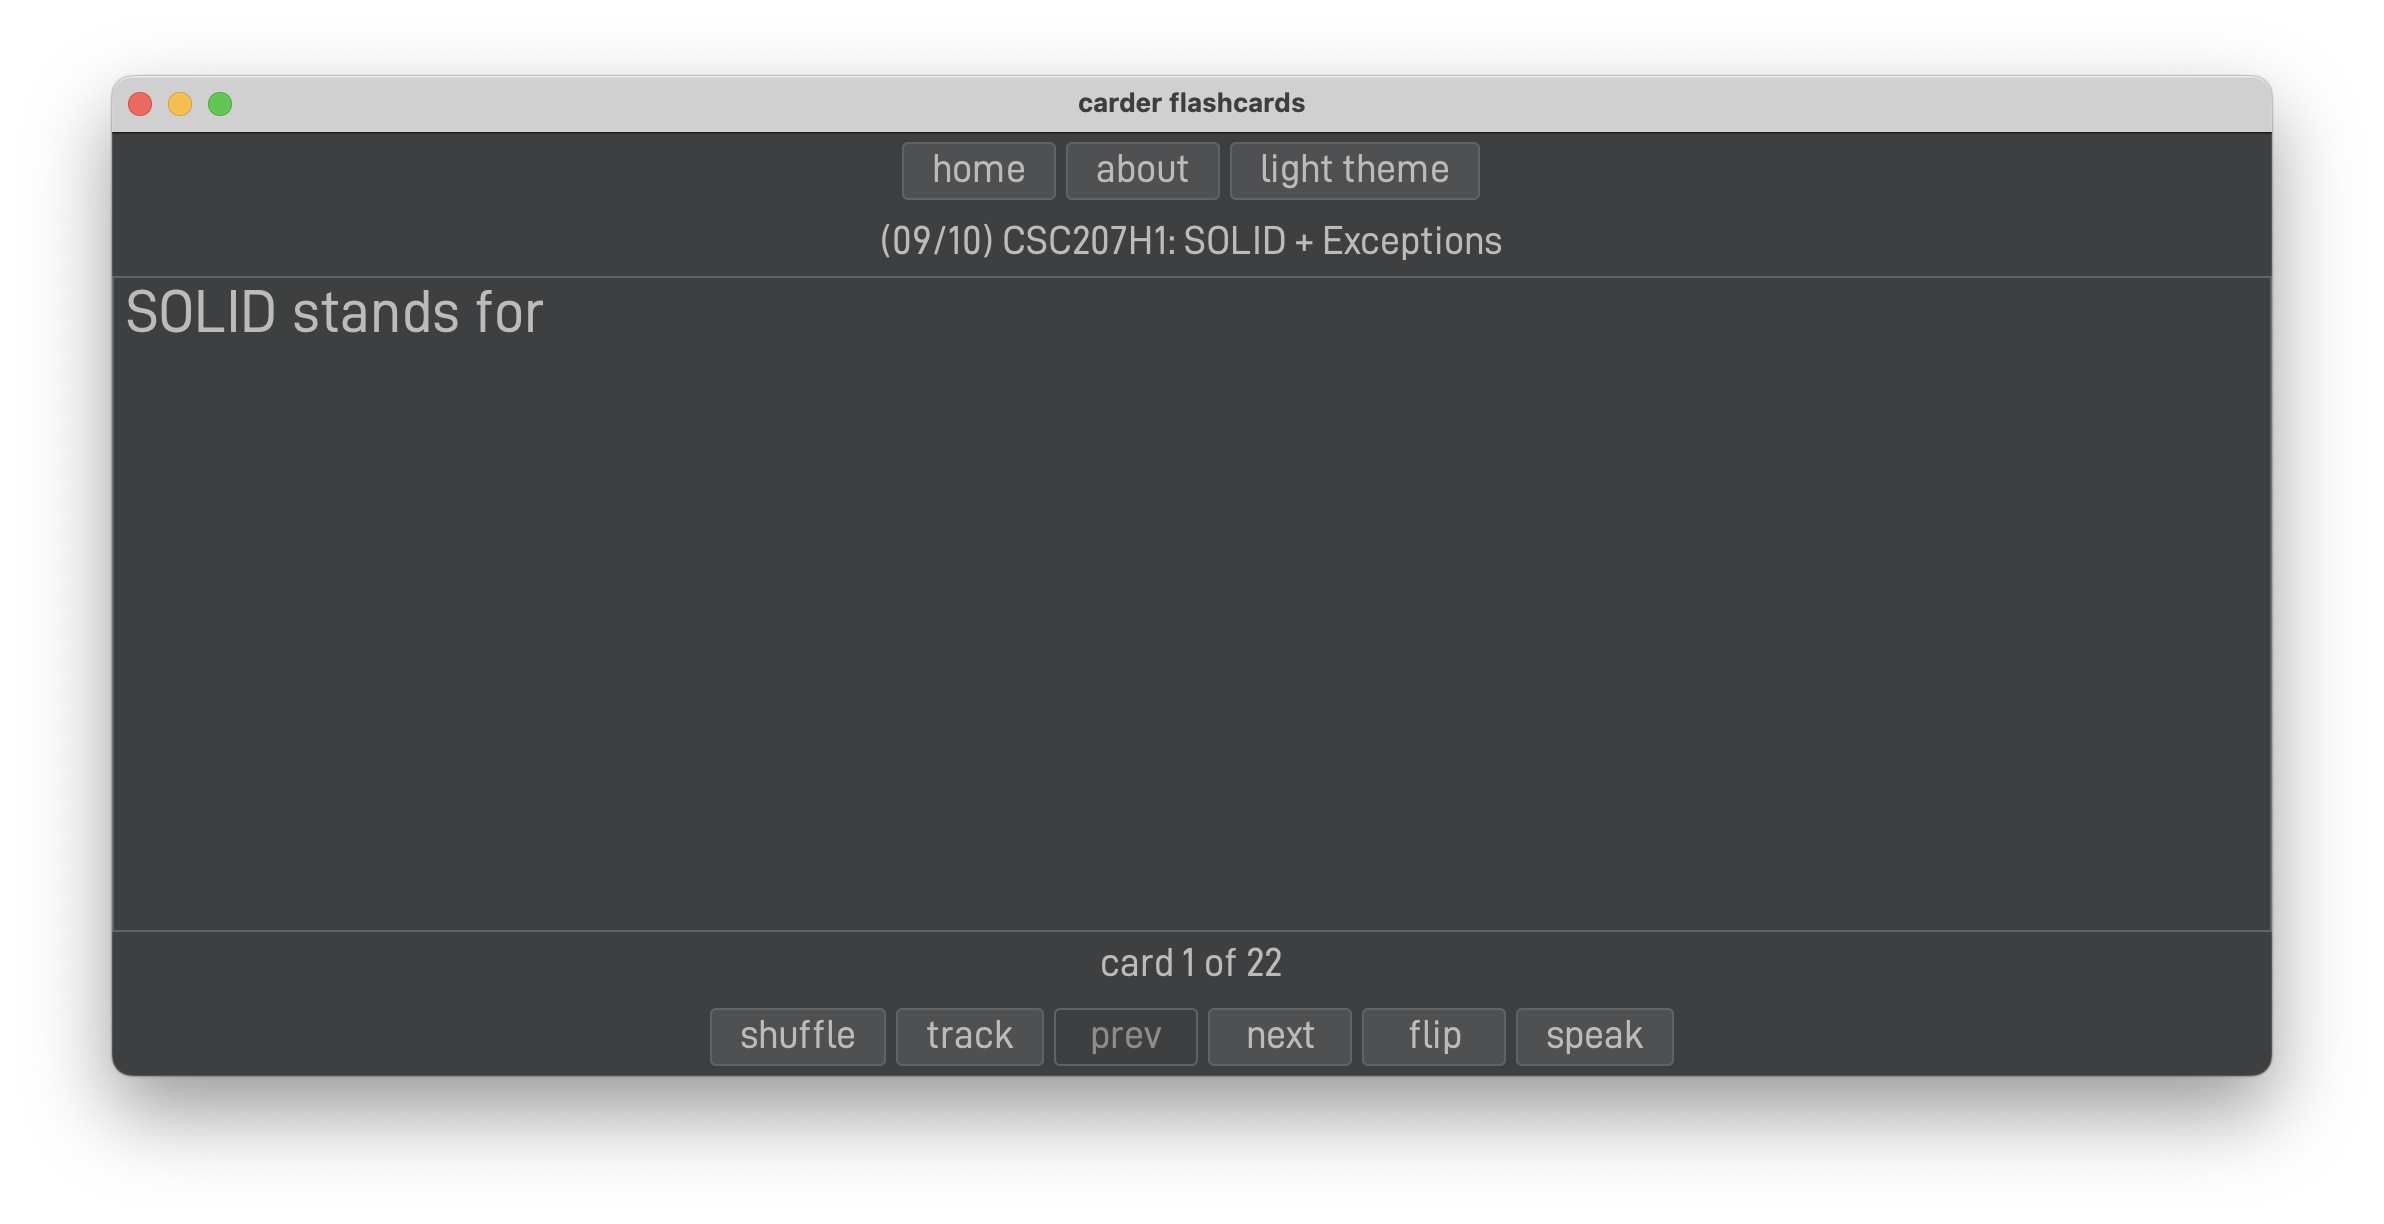 carder flashcards
home about light theme
(09/10) CSC207H1: SOLID + Exceptions
SOLID stands for
card 1 of 22
shuffle track prev next flip speak